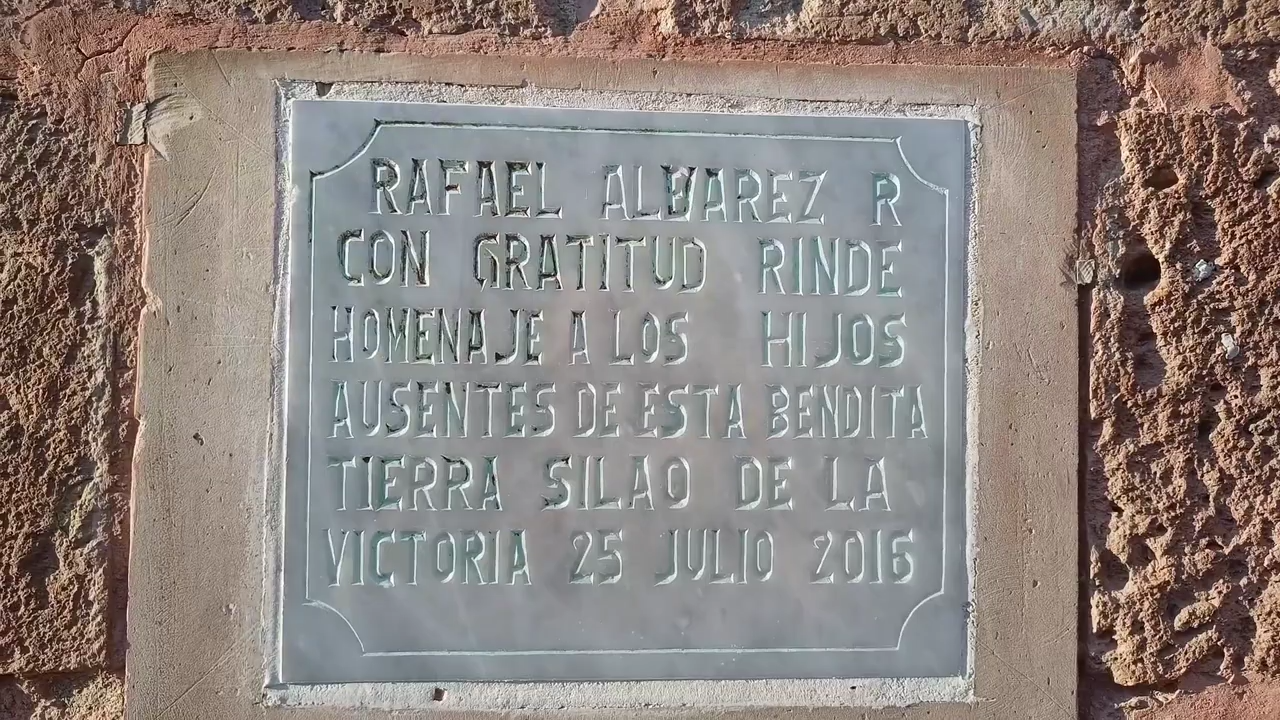 RAFAEL ALBAREZ R
CON GRATITUD RINDE
HOMENAJE A LOS HIJOS
AUSENTES DE ESTA BENDITA
TIERRA SILAO DE LA
VICTORIA 25 JULIO 2016